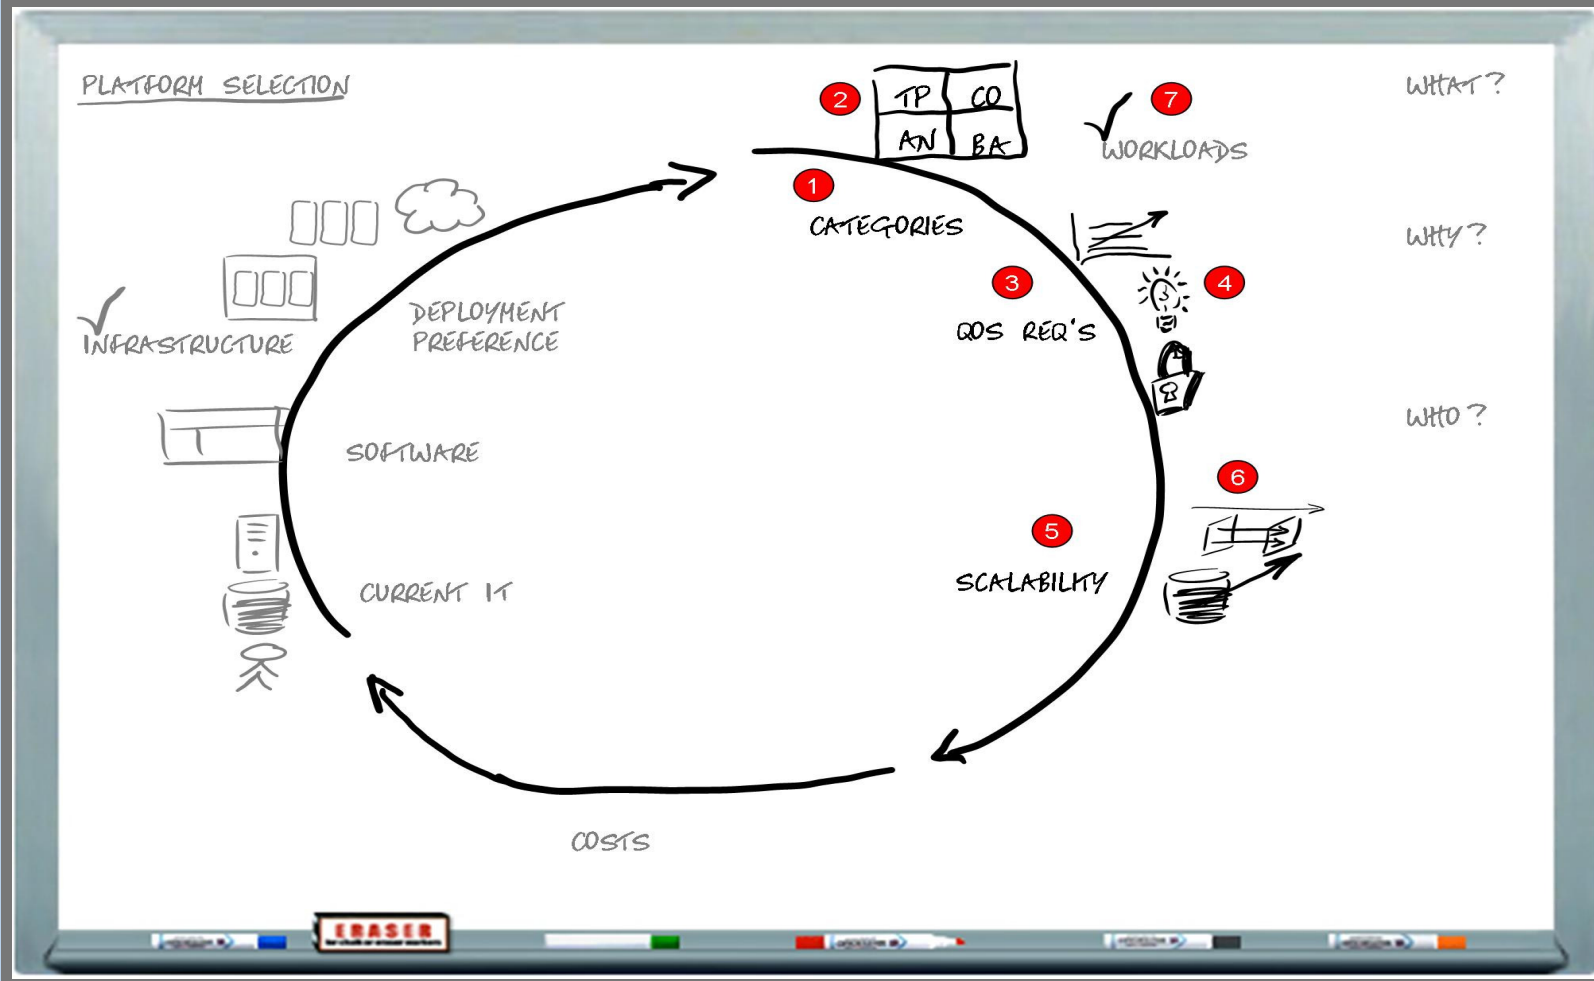 PLATFORM SELECTION
WHAT?
2
TP CO
AN BA
7
WORKLOADS
1
CATEGORIES
WHY?
3
4
QOS REQ'S
DEPLOYMENT
PREFERENCE
INFRASTRUCTURE
WHO?
SOFTWARE
6
5
SCALABILITY
CURRENT IT
COSTS
ERASER